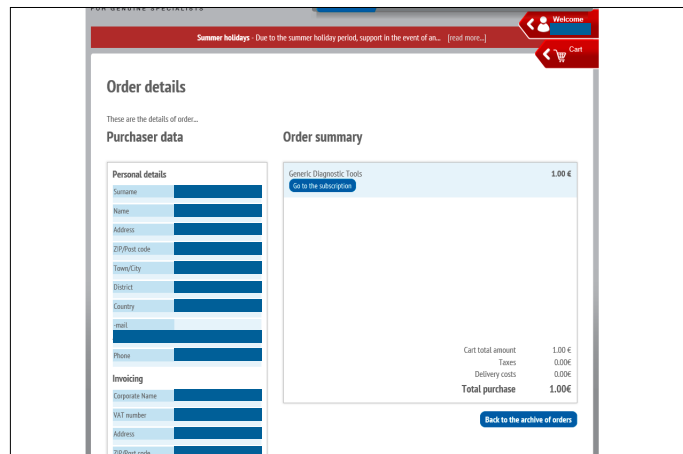 FOR GENUINE SPECIALISTS
Welcome
Summer holidays - Due to the summer holiday period, support in the event of an... [read more...]
Cart
Order details
These are the details of order...
Purchaser data
Order summary
Personal details
Surname
Name
Address
ZIP/Post code
Town/City
District
Country
-mail
Phone
Invoicing
Corporate Name
VAT number
Address
ZIP/Post code
Generic Diagnostic Tools 1.00 €
Go to the subscription
Cart total amount 1.00 €
Taxes 0.00€
Delivery costs 0.00€
Total purchase 1.00€
Back to the archive of orders